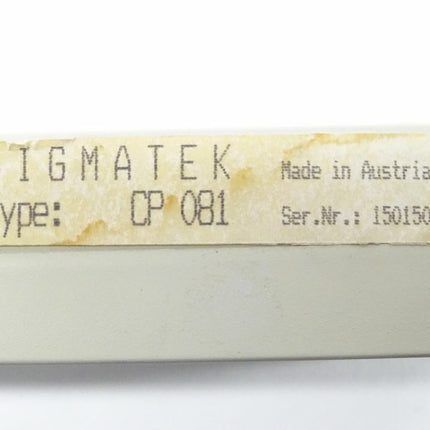 IGMATEK Made in Austria
ype: CP 081 Ser.Nr.: 150150